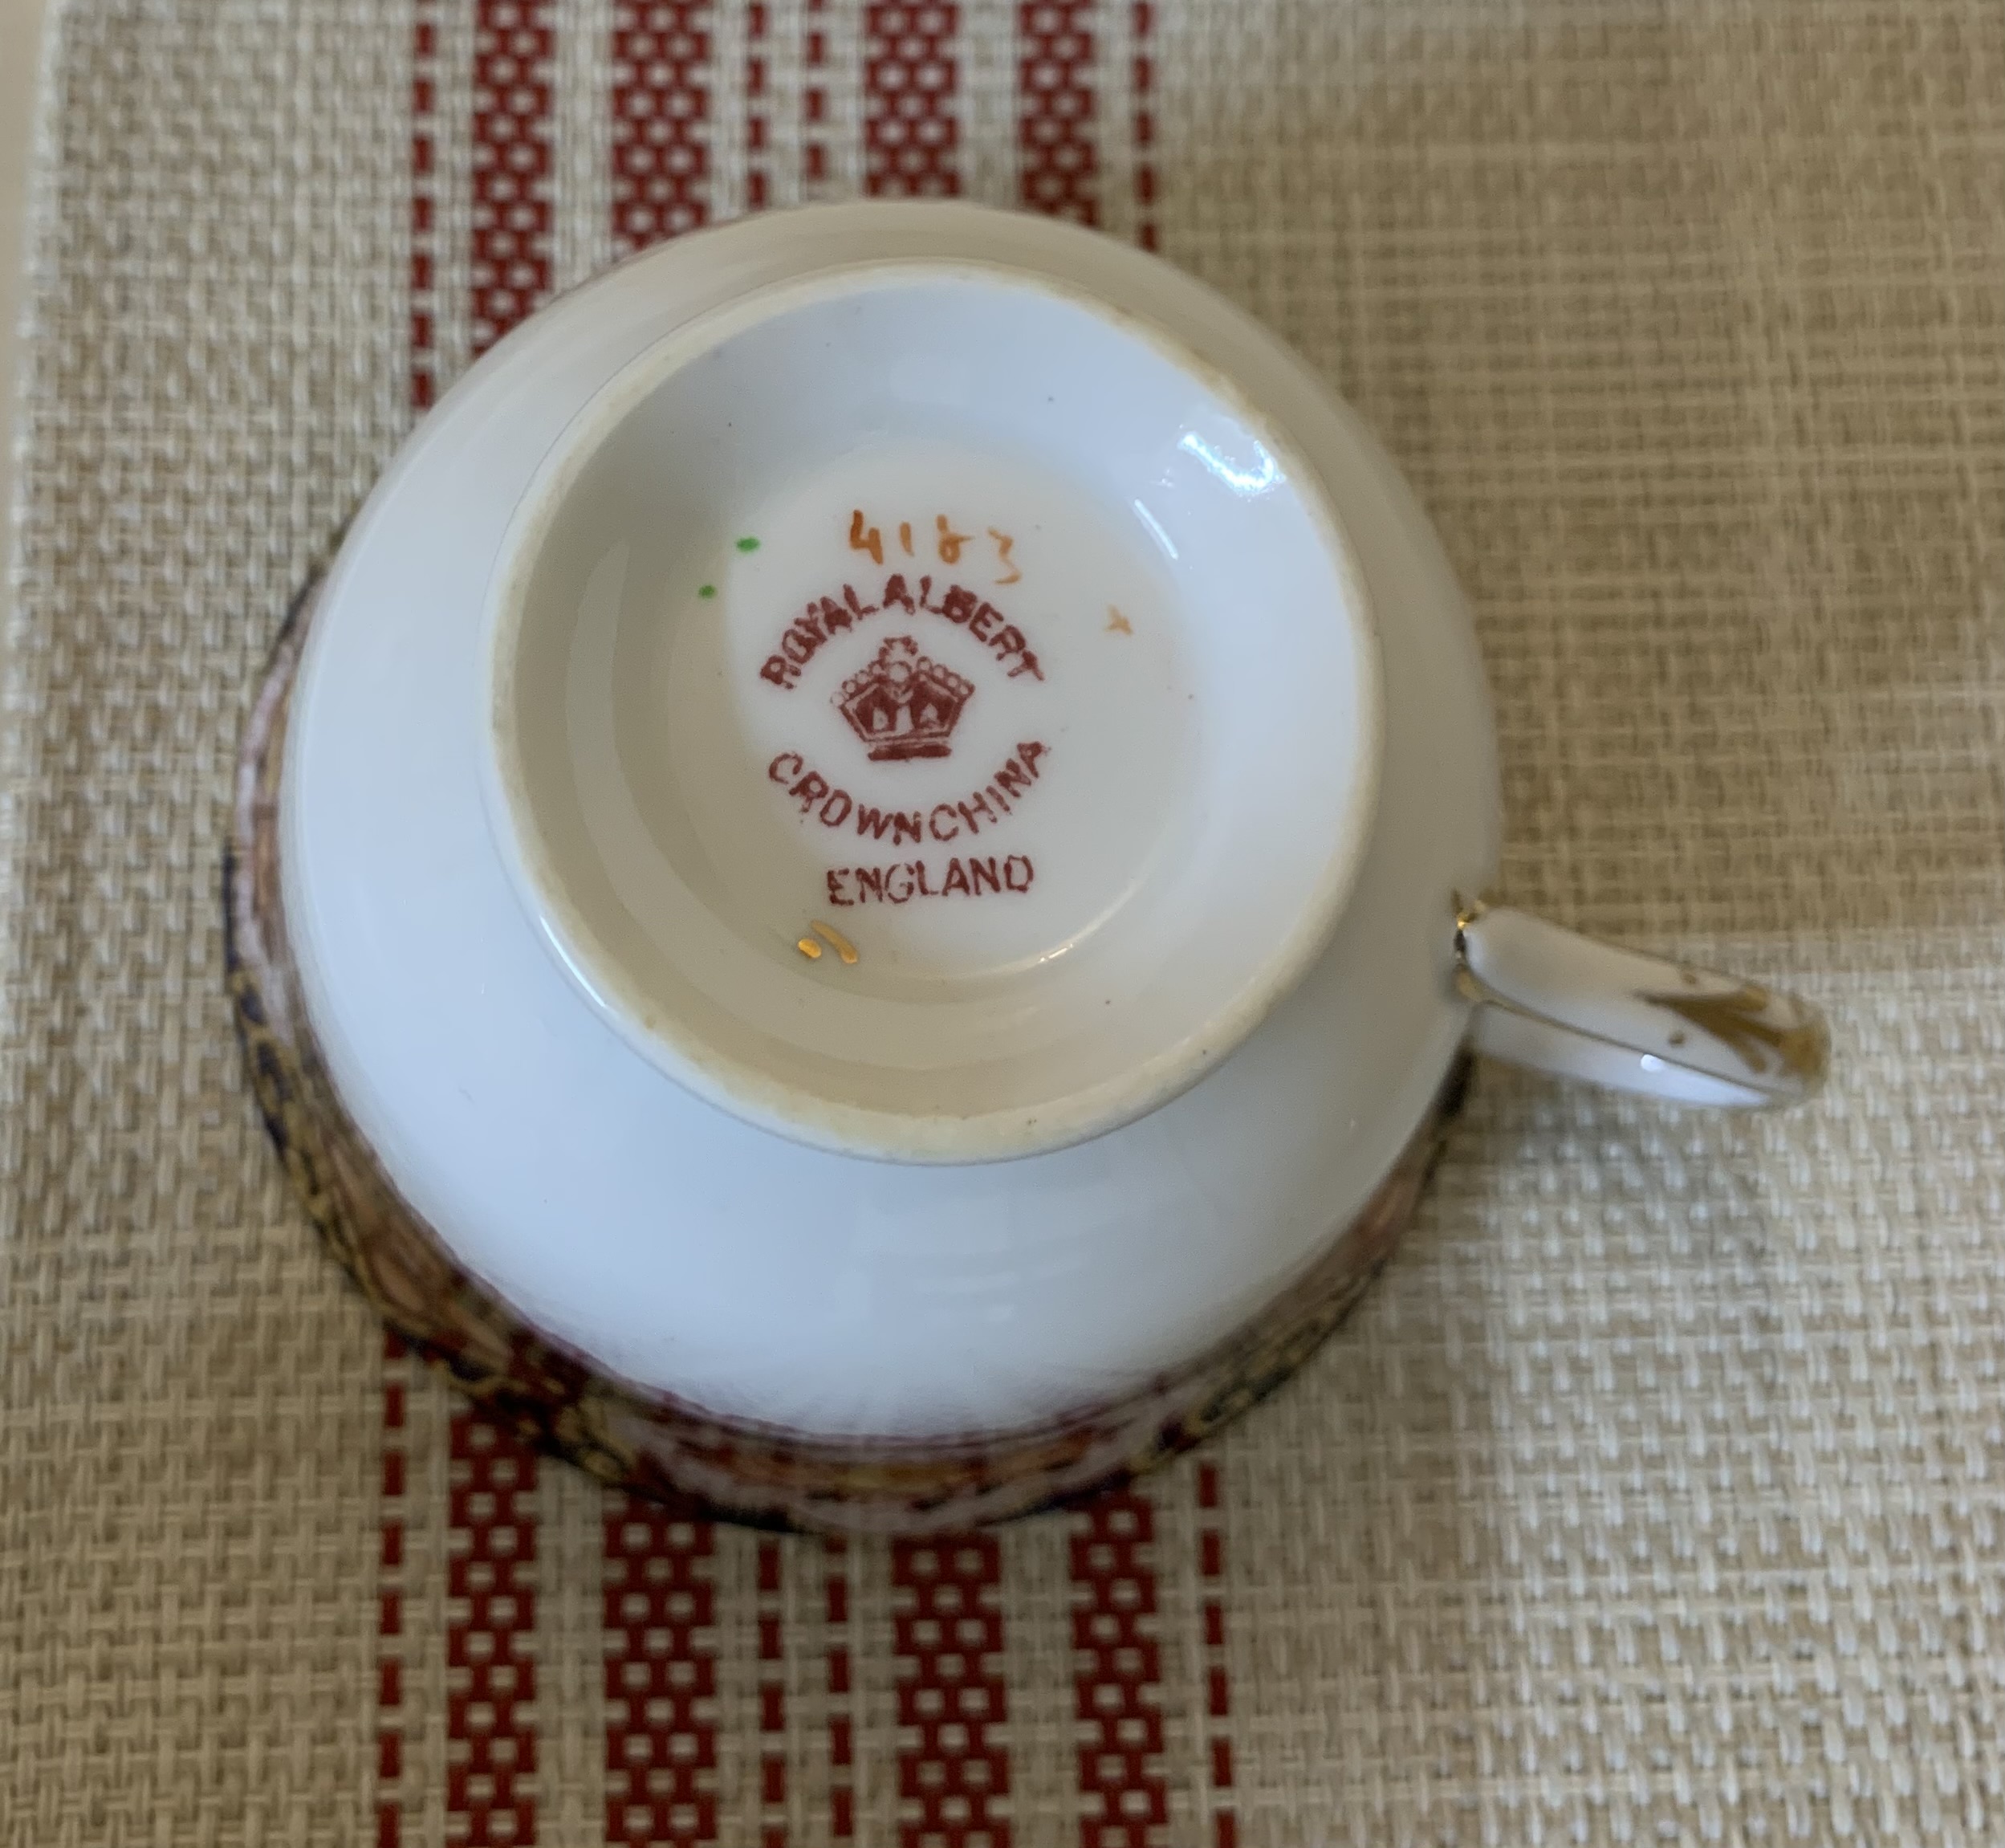 4183
ROYAL ALBERT
CROWN CHINA
ENGLAND